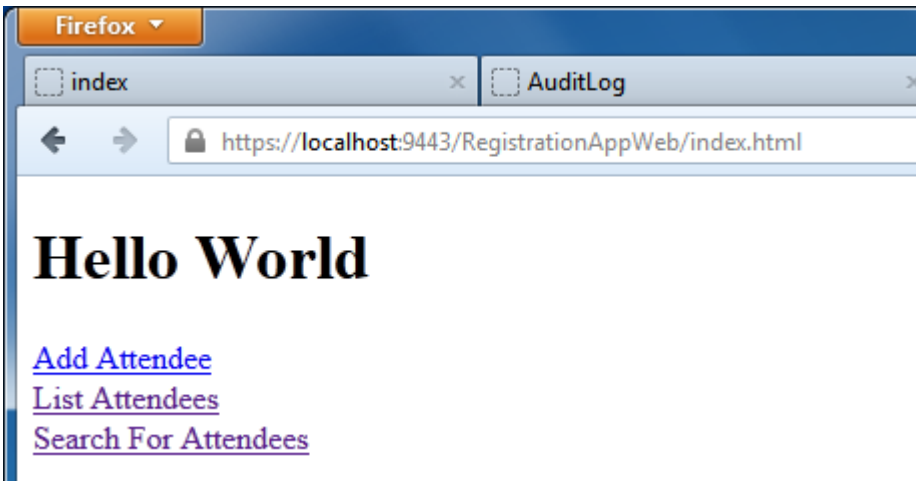 Firefox
index
AuditLog
https://localhost:9443/RegistrationAppWeb/index.html
Hello World
Add Attendee
List Attendees
Search For Attendees